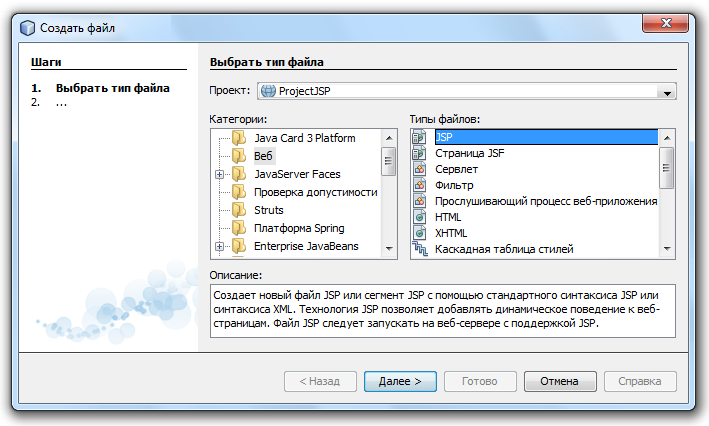 Создать файл
Шаги
1. Выбрать тип файла
2. ...
Выбрать тип файла
Проект: ProjectJSP
Категории:
Java Card 3 Platform
Веб
JavaServer Faces
Проверка допустимости
Struts
Платформа Spring
Enterprise JavaBeans
Типы файлов:
JSP
Страница JSF
Сервлет
Фильтр
Прослушивающий процесс веб-приложения
HTML
XHTML
Каскадная таблица стилей
Описание:
Создает новый файл JSP или сегмент JSP с помощью стандартного синтаксиса JSP или
синтаксиса XML. Технология JSP позволяет добавлять динамическое поведение к веб-
страницам. Файл JSP следует запускать на веб-сервере с поддержкой JSP.
< Назад
Далее >
Готово
Отмена
Справка